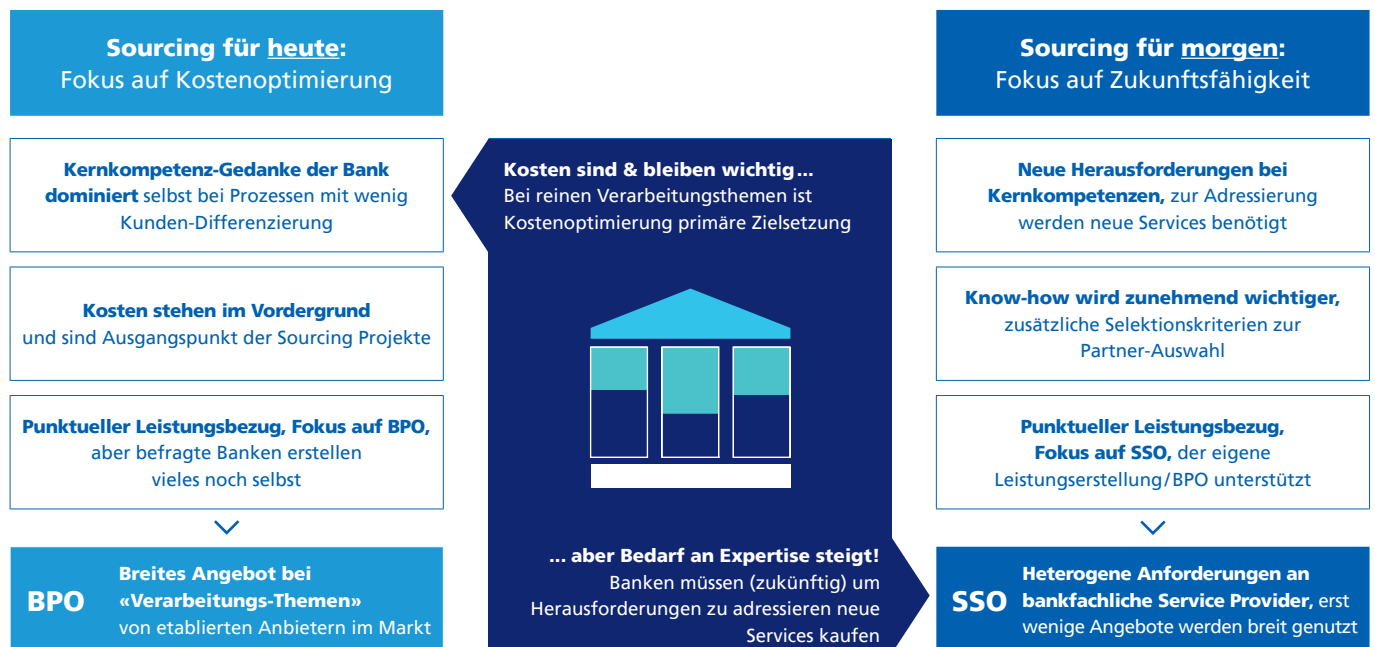 Sourcing für heute:
Fokus auf Kostenoptimierung
Kernkompetenz-Gedanke der Bank
dominiert selbst bei Prozessen mit wenig
Kunden-Differenzierung
Kosten stehen im Vordergrund
und sind Ausgangspunkt der Sourcing Projekte
Punktueller Leistungsbezug, Fokus auf BPO,
aber befragte Banken erstellen
vieles noch selbst
BPO
Breites Angebot bei
«Verarbeitungs-Themen»
von etablierten Anbietern im Markt
Kosten sind & bleiben wichtig...
Bei reinen Verarbeitungsthemen ist
Kostenoptimierung primäre Zielsetzung
... aber Bedarf an Expertise steigt!
Banken müssen (zukünftig) um
Herausforderungen zu adressieren neue
Services kaufen
Sourcing für morgen:
Fokus auf Zukunftsfähigkeit
Neue Herausforderungen bei
Kernkompetenzen, zur Adressierung
werden neue Services benötigt
Know-how wird zunehmend wichtiger,
zusätzliche Selektionskriterien zur
Partner-Auswahl
Punktueller Leistungsbezug,
Fokus auf SSO, der eigene
Leistungserstellung/BPO unterstützt
SSO
Heterogene Anforderungen an
bankfachliche Service Provider, erst
wenige Angebote werden breit genutzt